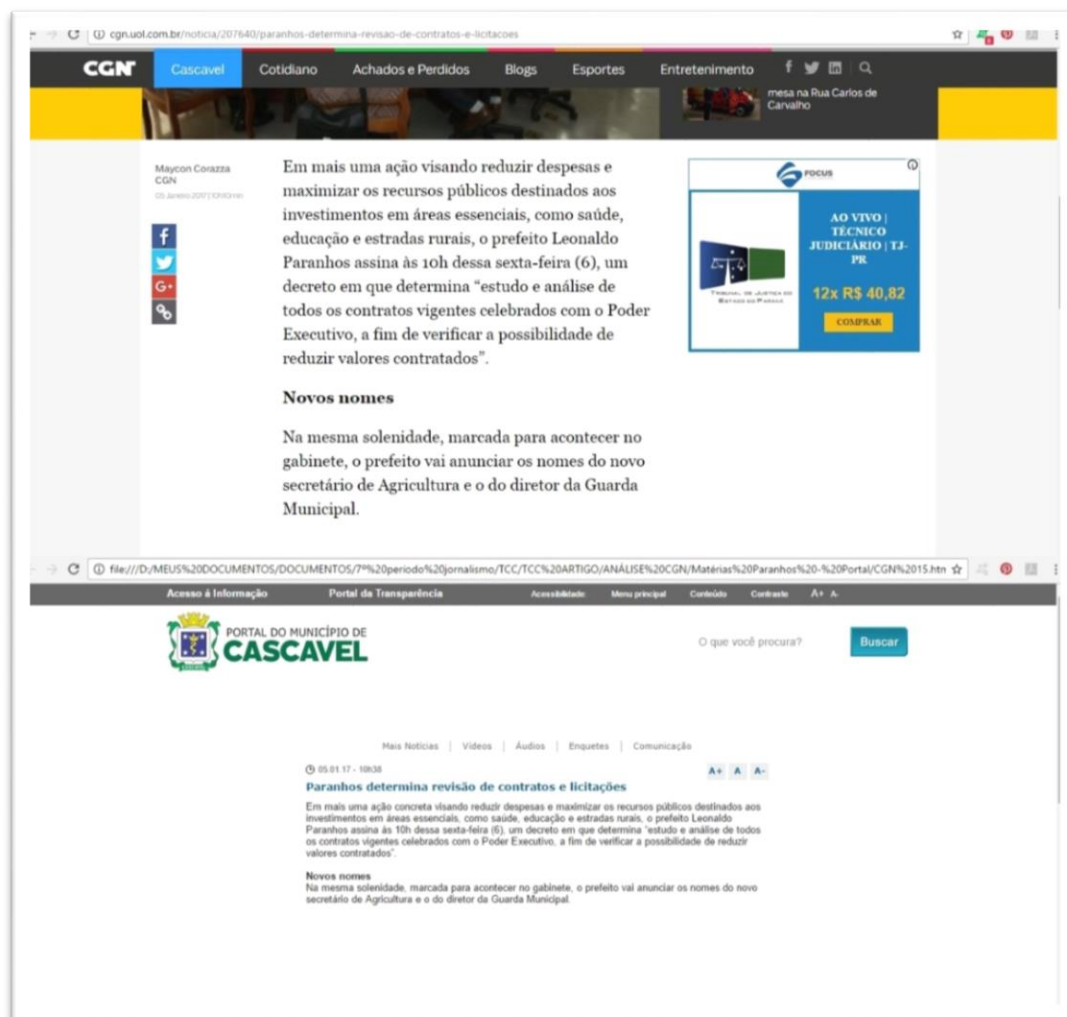 cgn.uol.com.br/noticia/207640/paranhos-determina-revisao-de-contratos-e-licitacoes
CGN
Cascavel
Cotidiano
Achados e Perdidos
Blogs
Esportes
Entretenimento
mesa na Rua Carlos de
Carvalho
Maycon Corazza
CGN
05 Janeiro 2017 | 10h10min
Em mais uma ação visando reduzir despesas e
maximizar os recursos públicos destinados aos
investimentos em áreas essenciais, como saúde,
educação e estradas rurais, o prefeito Leonaldo
Paranhos assina às 10h dessa sexta-feira (6), um
decreto em que determina “estudo e análise de
todos os contratos vigentes celebrados com o Poder
Executivo, a fim de verificar a possibilidade de
reduzir valores contratados”.
Novos nomes
Na mesma solenidade, marcada para acontecer no
gabinete, o prefeito vai anunciar os nomes do novo
secretário de Agricultura e o do diretor da Guarda
Municipal.
FOCUS
AO VIVO |
TÉCNICO
JUDICIÁRIO | TJ-
PR
Tribunal de Justiça do
Estado do Paraná
12x R$ 40,82
COMPRAR
file:///D:/MEUS%20DOCUMENTOS/DOCUMENTOS/7º%20periodo%20jornalismo/TCC/TCC%20ARTIGO/ANÁLISE%20CGN/Matérias%20Paranhos%20-%20Portal/CGN%2015.htm
Acesso à Informação
Portal da Transparência
Acessibilidade:
Menu principal
Conteúdo
Contraste
A+ A-
PORTAL DO MUNICÍPIO DE
CASCAVEL
O que você procura?
Buscar
Mais Notícias | Vídeos | Áudios | Enquetes | Comunicação
05.01.17 - 10h38
A+ A A-
Paranhos determina revisão de contratos e licitações
Em mais uma ação concreta visando reduzir despesas e maximizar os recursos públicos destinados aos
investimentos em áreas essenciais, como saúde, educação e estradas rurais, o prefeito Leonaldo
Paranhos assina às 10h dessa sexta-feira (6), um decreto em que determina “estudo e análise de todos
os contratos vigentes celebrados com o Poder Executivo, a fim de verificar a possibilidade de reduzir
valores contratados”.
Novos nomes
Na mesma solenidade, marcada para acontecer no gabinete, o prefeito vai anunciar os nomes do novo
secretário de Agricultura e o do diretor da Guarda Municipal.